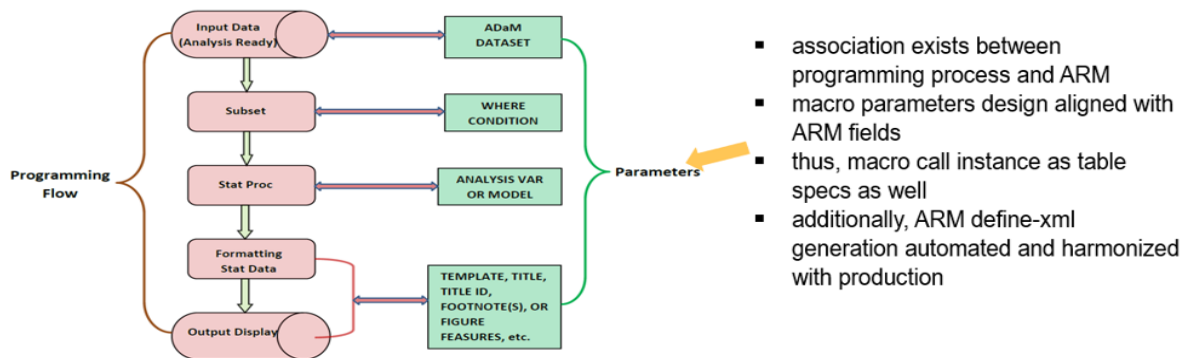 Input Data
(Analysis Ready)
ADaM
DATASET
Subset
WHERE
CONDITION
Programming
Flow
Stat Proc
ANALYSIS VAR
OR MODEL
Parameters
Formatting
Stat Data
TEMPLATE, TITLE,
TITLE ID,
FOOTNOTE(S), OR
FIGURE
FEASURES, etc.
Output Display
▪ association exists between
programming process and ARM
▪ macro parameters design aligned with
ARM fields
▪ thus, macro call instance as table
specs as well
▪ additionally, ARM define-xml
generation automated and harmonized
with production